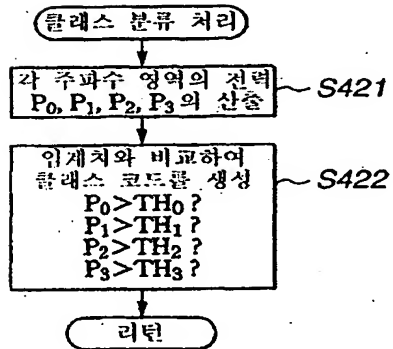 클래스 분류 처리
각 주파수 영역의 전력
P₀, P₁, P₂, P₃의 산출
S421
임계치와 비교하여
클래스 코드를 생성
S422
P₀>TH₀ ?
P₁>TH₁ ?
P₂>TH₂ ?
P₃>TH₃ ?
리턴